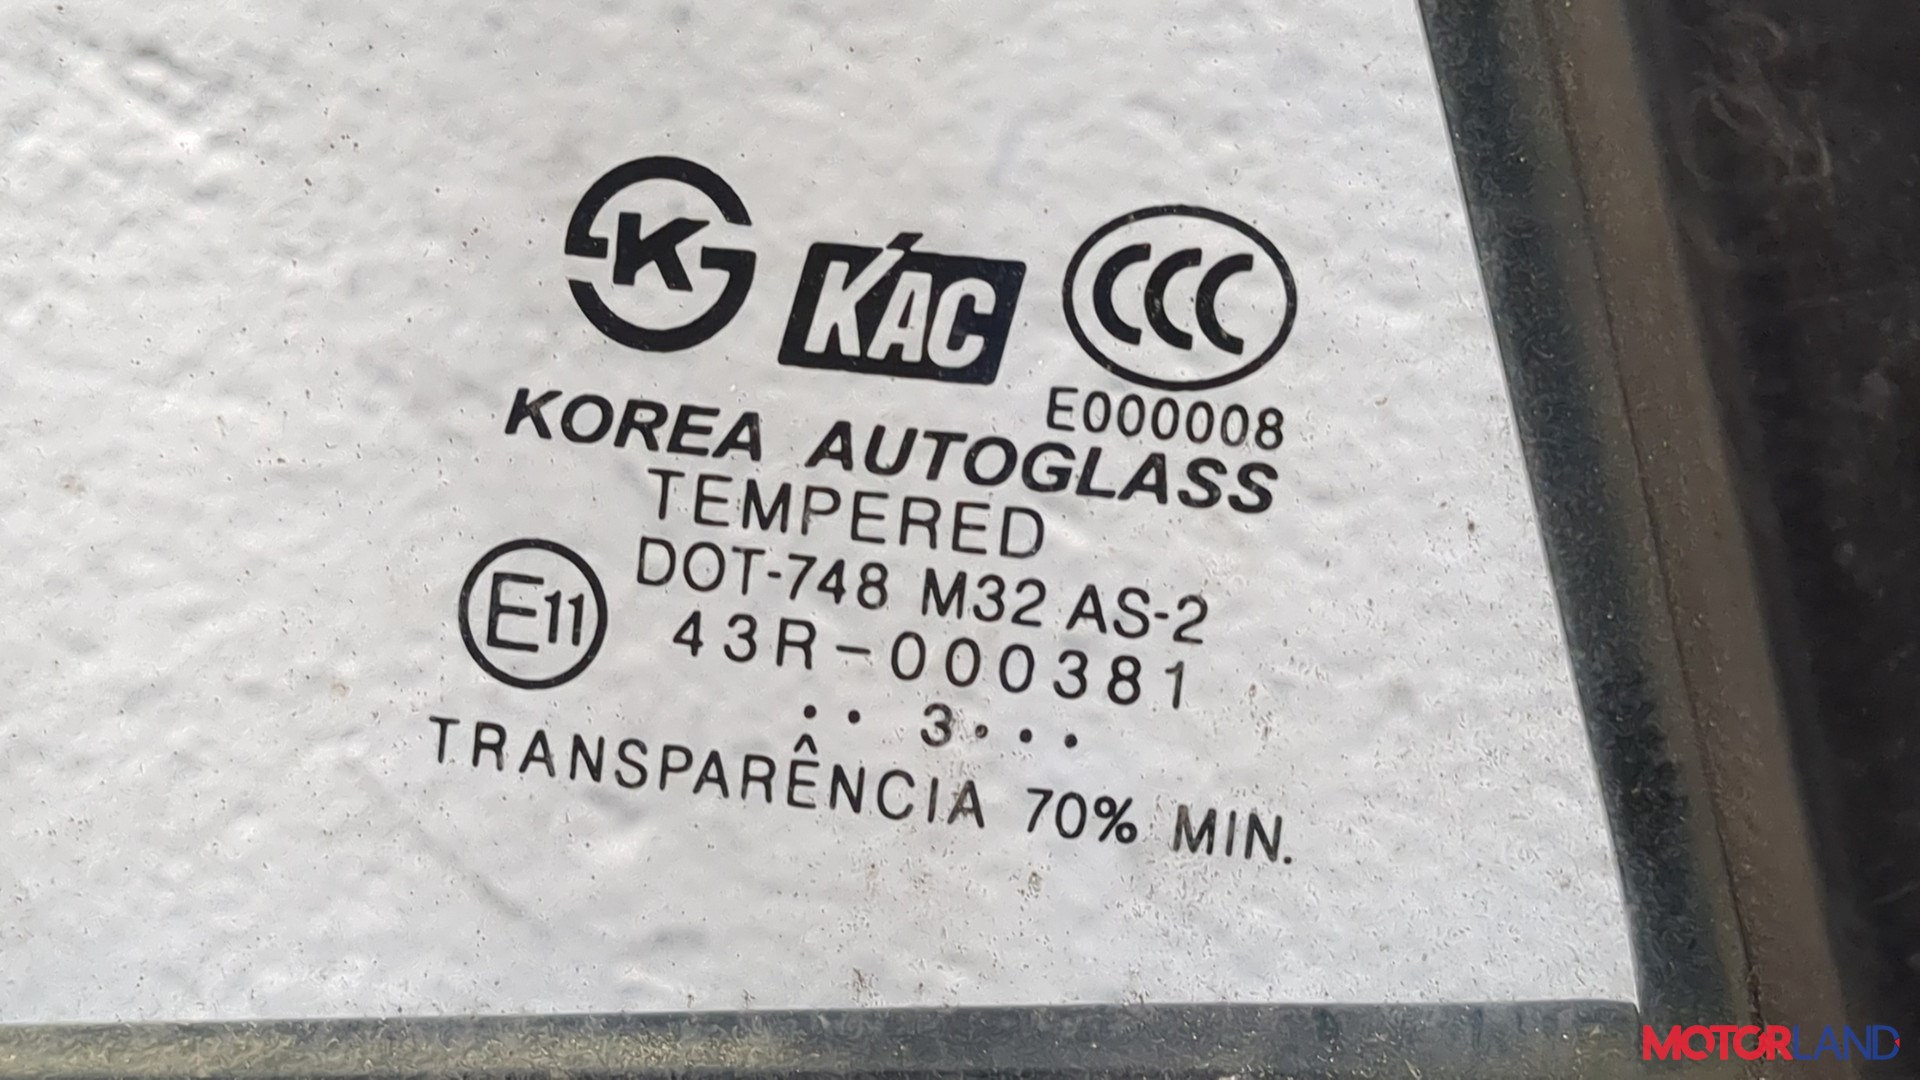 K
KAC
CCC
E000008
KOREA AUTOGLASS
TEMPERED
DOT-748 M32 AS-2
E11
43R-000381
•• 3•••
TRANSPARÊNCIA 70% MIN.
MOTORLAND